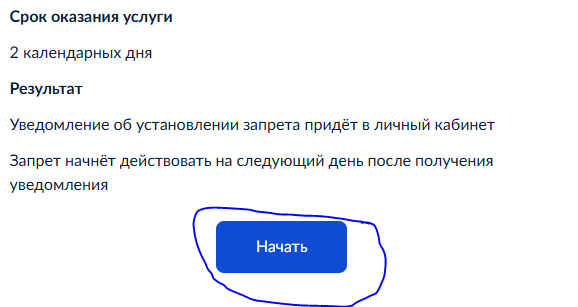 Срок оказания услуги
2 календарных дня
Результат
Уведомление об установлении запрета придёт в личный кабинет
Запрет начнёт действовать на следующий день после получения
уведомления
Начать